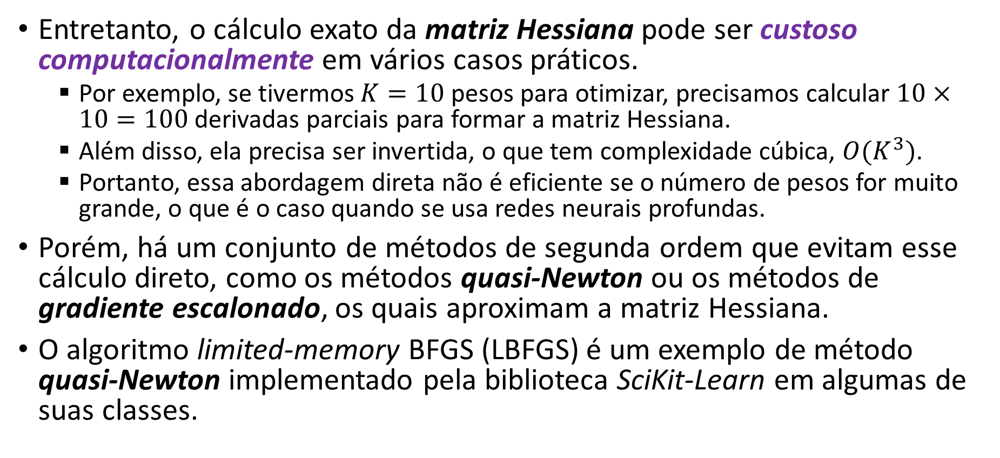 • Entretanto, o cálculo exato da matriz Hessiana pode ser custoso
computacionalmente em vários casos práticos.
▪ Por exemplo, se tivermos K = 10 pesos para otimizar, precisamos calcular 10 ×
10 = 100 derivadas parciais para formar a matriz Hessiana.
▪ Além disso, ela precisa ser invertida, o que tem complexidade cúbica, O(K³).
▪ Portanto, essa abordagem direta não é eficiente se o número de pesos for muito
grande, o que é o caso quando se usa redes neurais profundas.
• Porém, há um conjunto de métodos de segunda ordem que evitam esse
cálculo direto, como os métodos quasi-Newton ou os métodos de
gradiente escalonado, os quais aproximam a matriz Hessiana.
• O algoritmo limited-memory BFGS (LBFGS) é um exemplo de método
quasi-Newton implementado pela biblioteca SciKit-Learn em algumas de
suas classes.